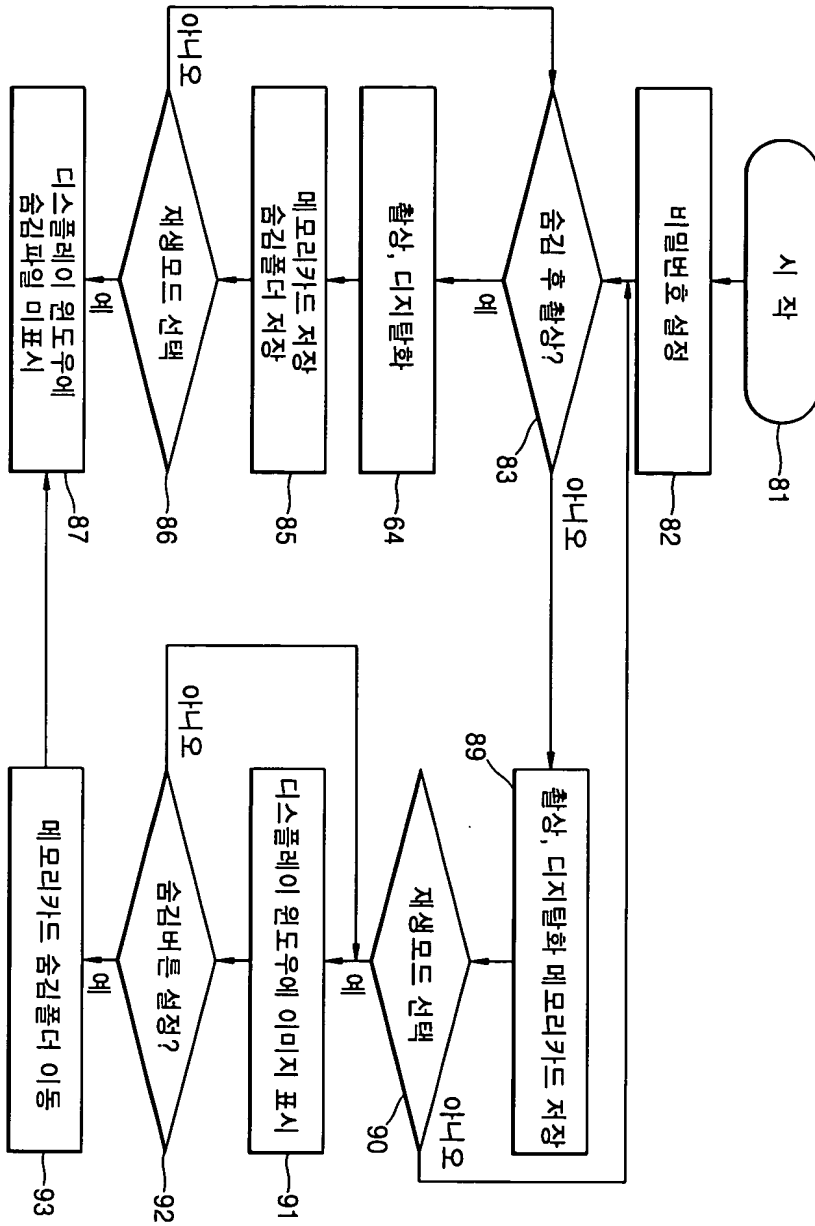 시 작
81
비밀번호 설정
82
숨김 후 촬상?
83
예
아니오
촬상, 디지탈화
64
메모리카드 저장
숨김폴더 저장
85
재생모드 선택
86
아니오
예
디스플레이 윈도우에
숨김파일 미표시
87
89
촬상, 디지탈화 메모리카드 저장
재생모드 선택
90
아니오
예
디스플레이 윈도우에 이미지 표시
91
숨김버튼 설정?
92
아니오
예
메모리카드 숨김폴더 이동
93